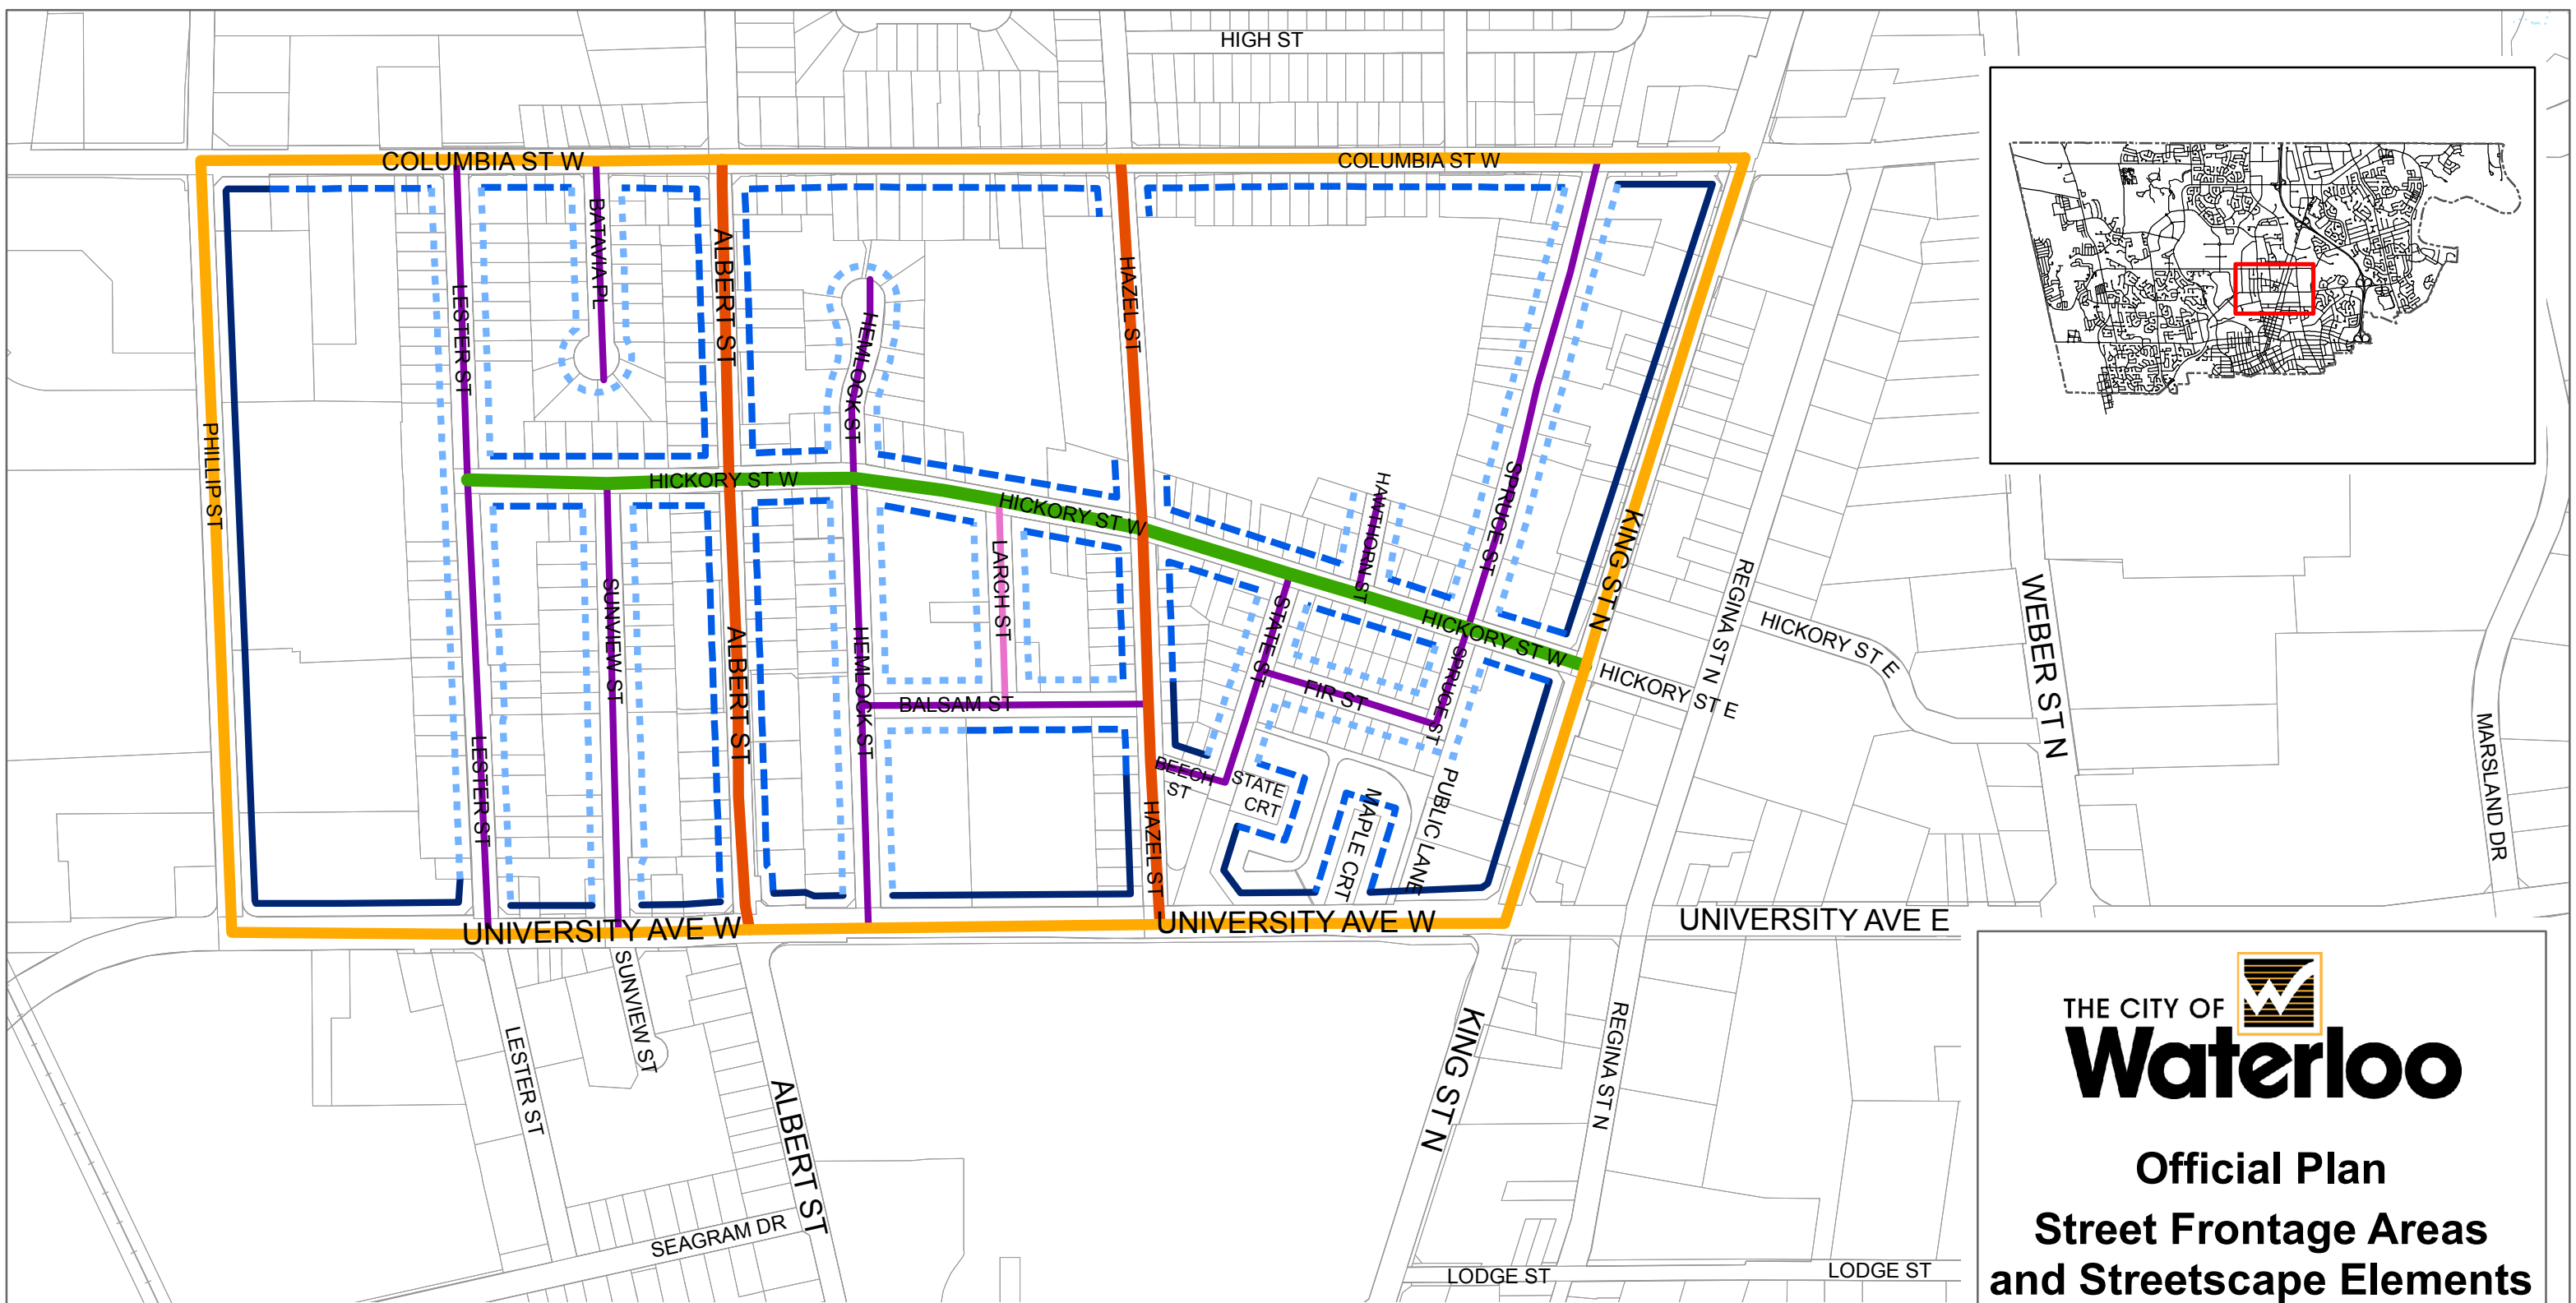 HIGH ST
COLUMBIA ST W
COLUMBIA ST W
BATAVIA PL
ALBERT ST
LESTER ST
HAZEL ST
HEMLOCK ST
PHILLIP ST
HICKORY ST W
HICKORY ST W
HAWTHORN ST
SPRUCE ST
KING ST N
LARCH ST
SUNVIEW ST
REGINA ST N
WEBER ST N
HICKORY ST E
STATE ST
HICKORY ST W
ALBERT ST
HEMLOCK ST
SPRUCE ST
HICKORY ST E
FIR ST
BALSAM ST
MARSLAND DR
LESTER ST
BEECH
ST
STATE
CRT
MAPLE CRT
PUBLIC LANE
HAZEL ST
UNIVERSITY AVE W
UNIVERSITY AVE W
UNIVERSITY AVE E
SUNVIEW ST
LESTER ST
ALBERT ST
KING ST N
REGINA ST N
SEAGRAM DR
LODGE ST
LODGE ST
THE CITY OF
Waterloo
Official Plan
Street Frontage Areas
and Streetscape Elements